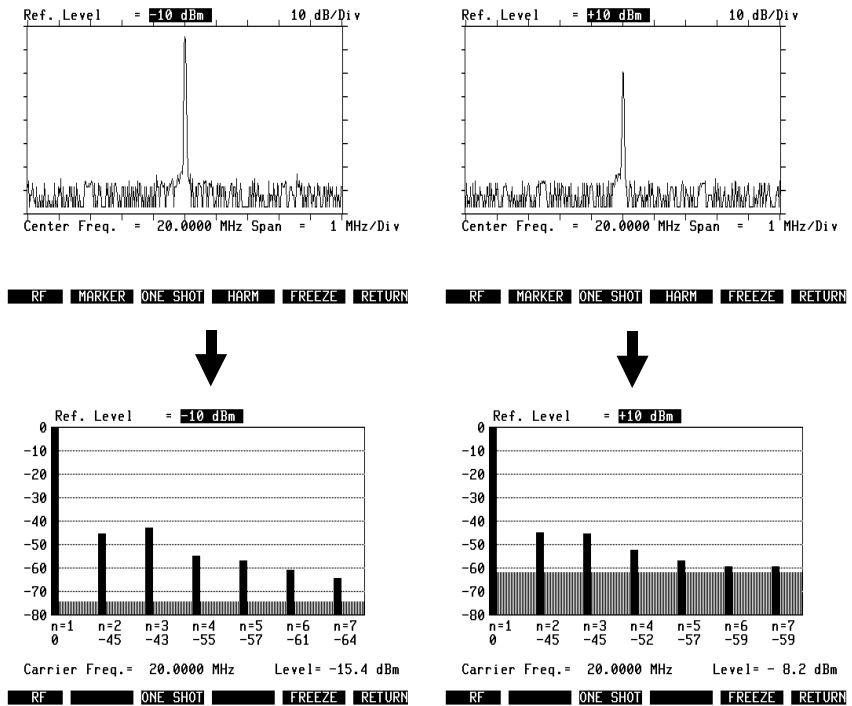 Ref. Level = -10 dBm 10 dB/Div
Center Freq. = 20.0000 MHz Span = 1 MHz/Div
RF MARKER ONE SHOT HARM FREEZE RETURN
Ref. Level = +10 dBm 10 dB/Div
Center Freq. = 20.0000 MHz Span = 1 MHz/Div
RF MARKER ONE SHOT HARM FREEZE RETURN
Ref. Level = -10 dBm
0
-10
-20
-30
-40
-50
-60
-70
-80
n=1 n=2 n=3 n=4 n=5 n=6 n=7
0 -45 -43 -55 -57 -61 -64
Carrier Freq.= 20.0000 MHz Level= -15.4 dBm
RF ONE SHOT FREEZE RETURN
Ref. Level = +10 dBm
0
-10
-20
-30
-40
-50
-60
-70
-80
n=1 n=2 n=3 n=4 n=5 n=6 n=7
0 -45 -45 -52 -57 -59 -59
Carrier Freq.= 20.0000 MHz Level= - 8.2 dBm
RF ONE SHOT FREEZE RETURN